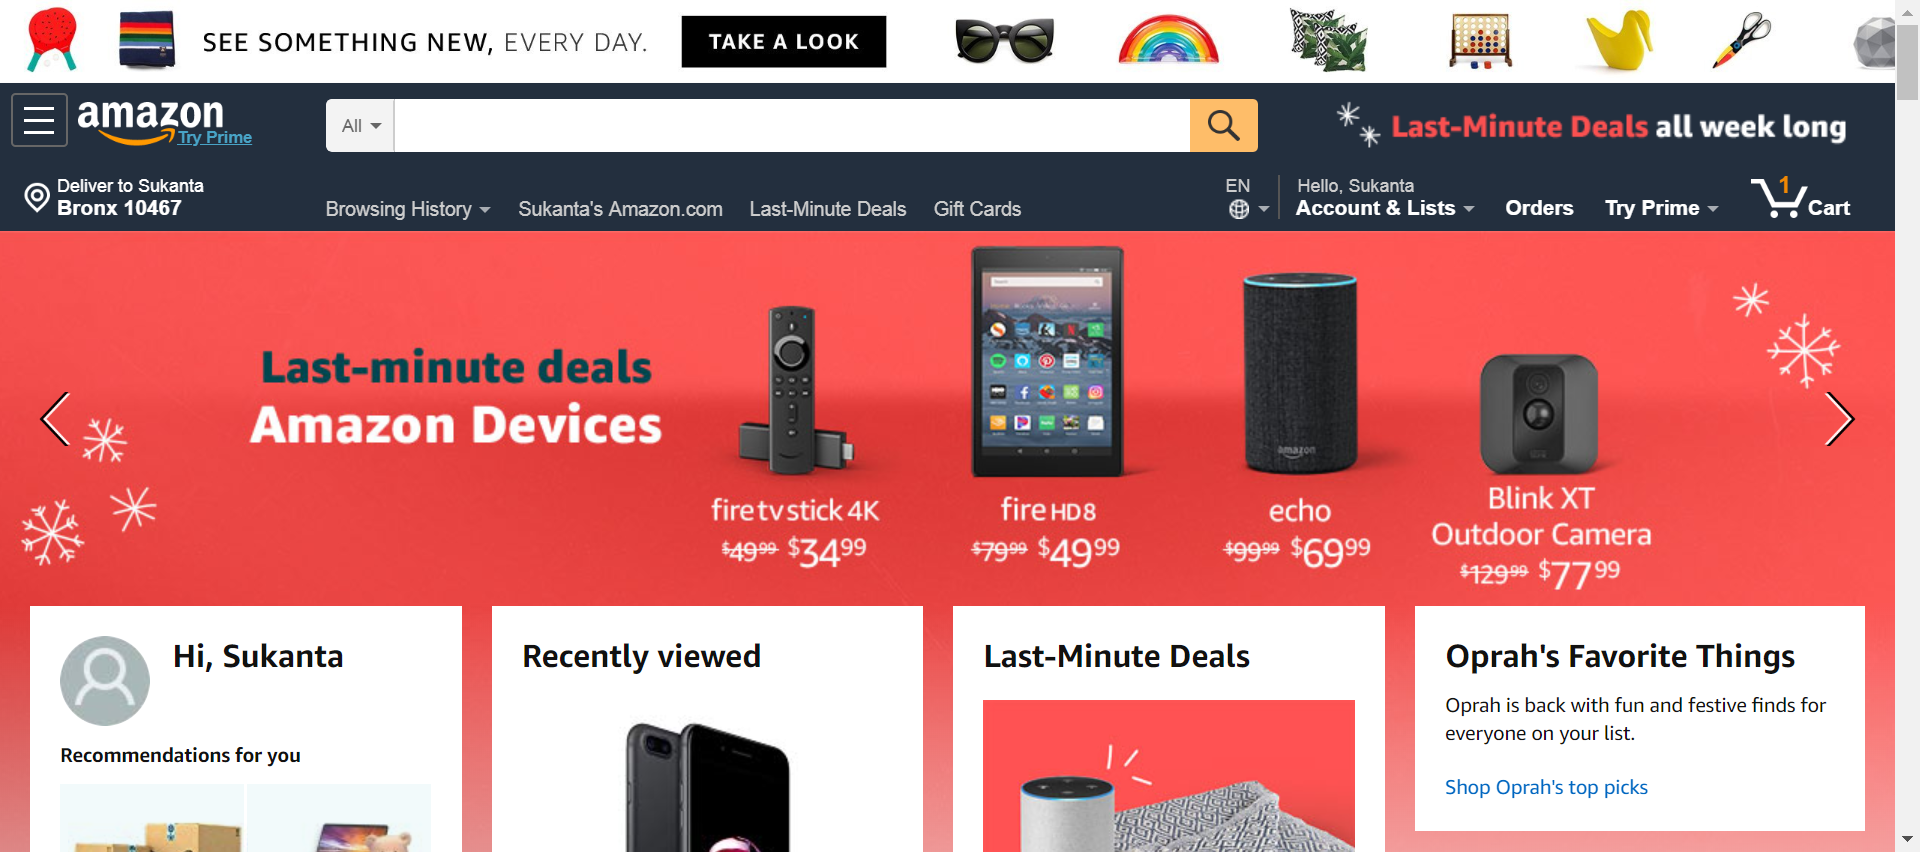 SEE SOMETHING NEW, EVERY DAY.
TAKE A LOOK
amazon
Try Prime
All
Last-Minute Deals all week long
Deliver to Sukanta
Bronx 10467
Browsing History
Sukanta's Amazon.com
Last-Minute Deals
Gift Cards
EN
Hello, Sukanta
Account & Lists
Orders
Try Prime
1
Cart
Last-minute deals
Amazon Devices
amazon
fire tv stick 4K
$49.99 $34.99
fire HD 8
$79.99 $49.99
echo
$99.99 $69.99
Blink XT
Outdoor Camera
$129.99 $77.99
Hi, Sukanta
Recommendations for you
Recently viewed
Last-Minute Deals
Oprah's Favorite Things
Oprah is back with fun and festive finds for
everyone on your list.
Shop Oprah's top picks